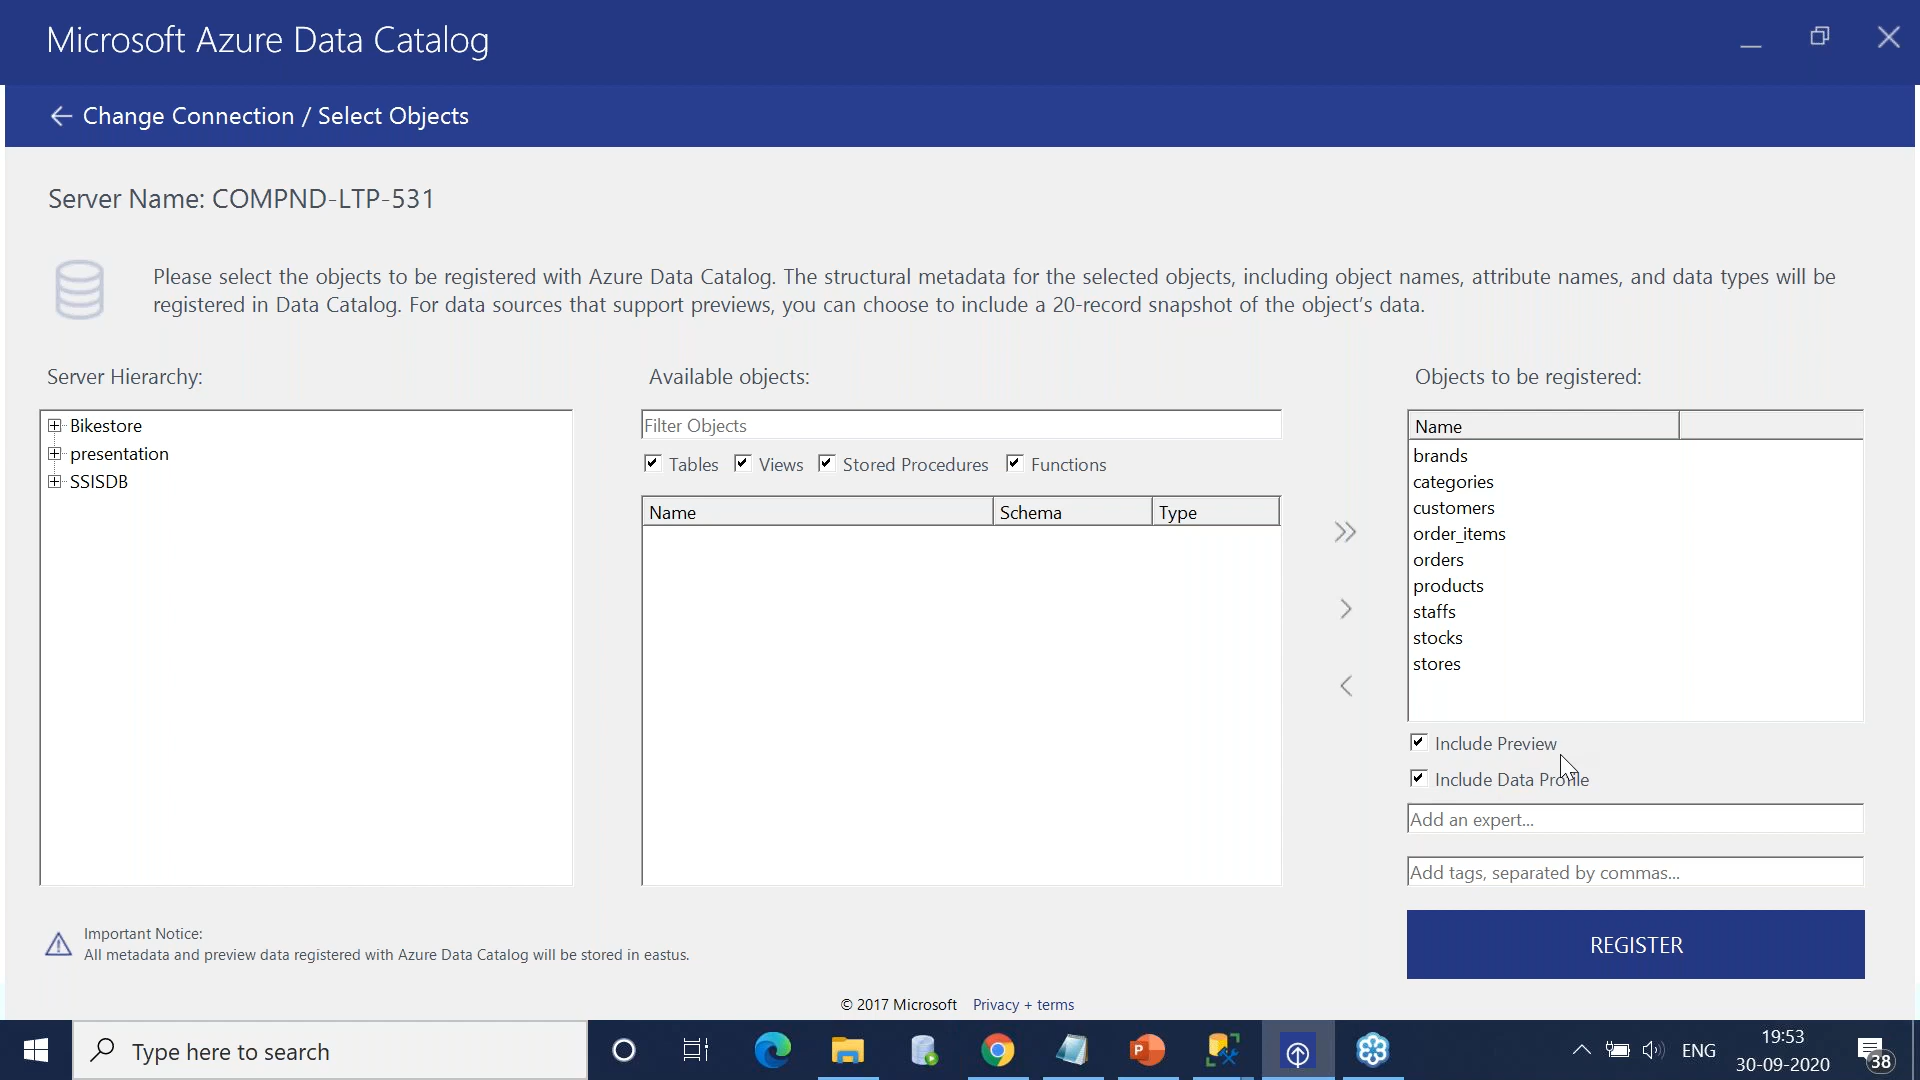 Microsoft Azure Data Catalog
Change Connection / Select Objects
Server Name: COMPND-LTP-531
Please select the objects to be registered with Azure Data Catalog. The structural metadata for the selected objects, including object names, attribute names, and data types will be
registered in Data Catalog. For data sources that support previews, you can choose to include a 20-record snapshot of the object's data.
Server Hierarchy:
Bikestore
presentation
SSISDB
Available objects:
Filter Objects
Tables Views Stored Procedures Functions
Name Schema Type
Objects to be registered:
Name
brands
categories
customers
order_items
orders
products
staffs
stocks
stores
Include Preview
Include Data Profile
Add an expert...
Add tags, separated by commas...
REGISTER
Important Notice:
All metadata and preview data registered with Azure Data Catalog will be stored in eastus.
© 2017 Microsoft Privacy + terms
Type here to search
P
ENG
19:53
30-09-2020
38